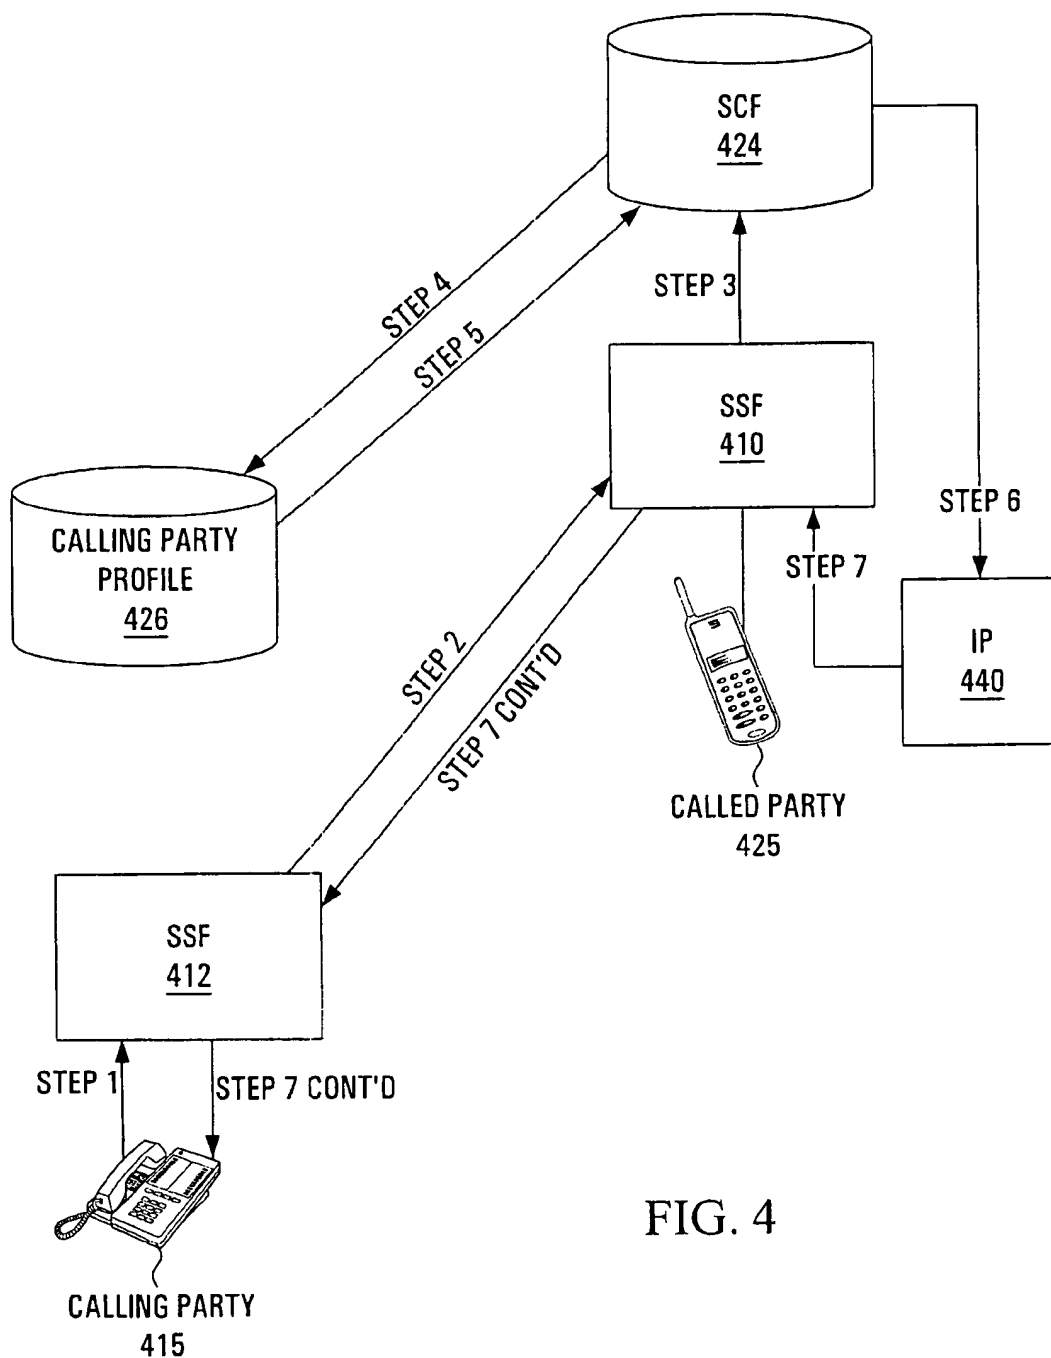 SCF
424
STEP 4
STEP 5
STEP 3
SSF
410
STEP 6
STEP 7
CALLING PARTY
PROFILE
426
IP
440
STEP 2
STEP 7 CONT'D
CALLED PARTY
425
SSF
412
STEP 1
STEP 7 CONT'D
CALLING PARTY
415
FIG. 4